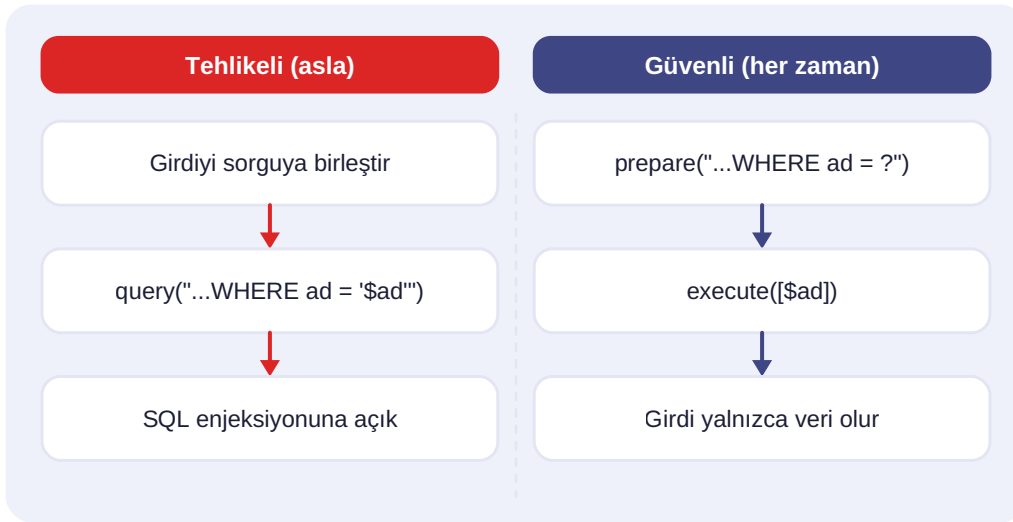 Tehlikeli (asla)
Girdiyi sorguya birleştir
query("...WHERE ad = '$ad'")
SQL enjeksiyonuna açık
Güvenli (her zaman)
prepare("...WHERE ad = ?")
execute([$ad])
Girdi yalnızca veri olur